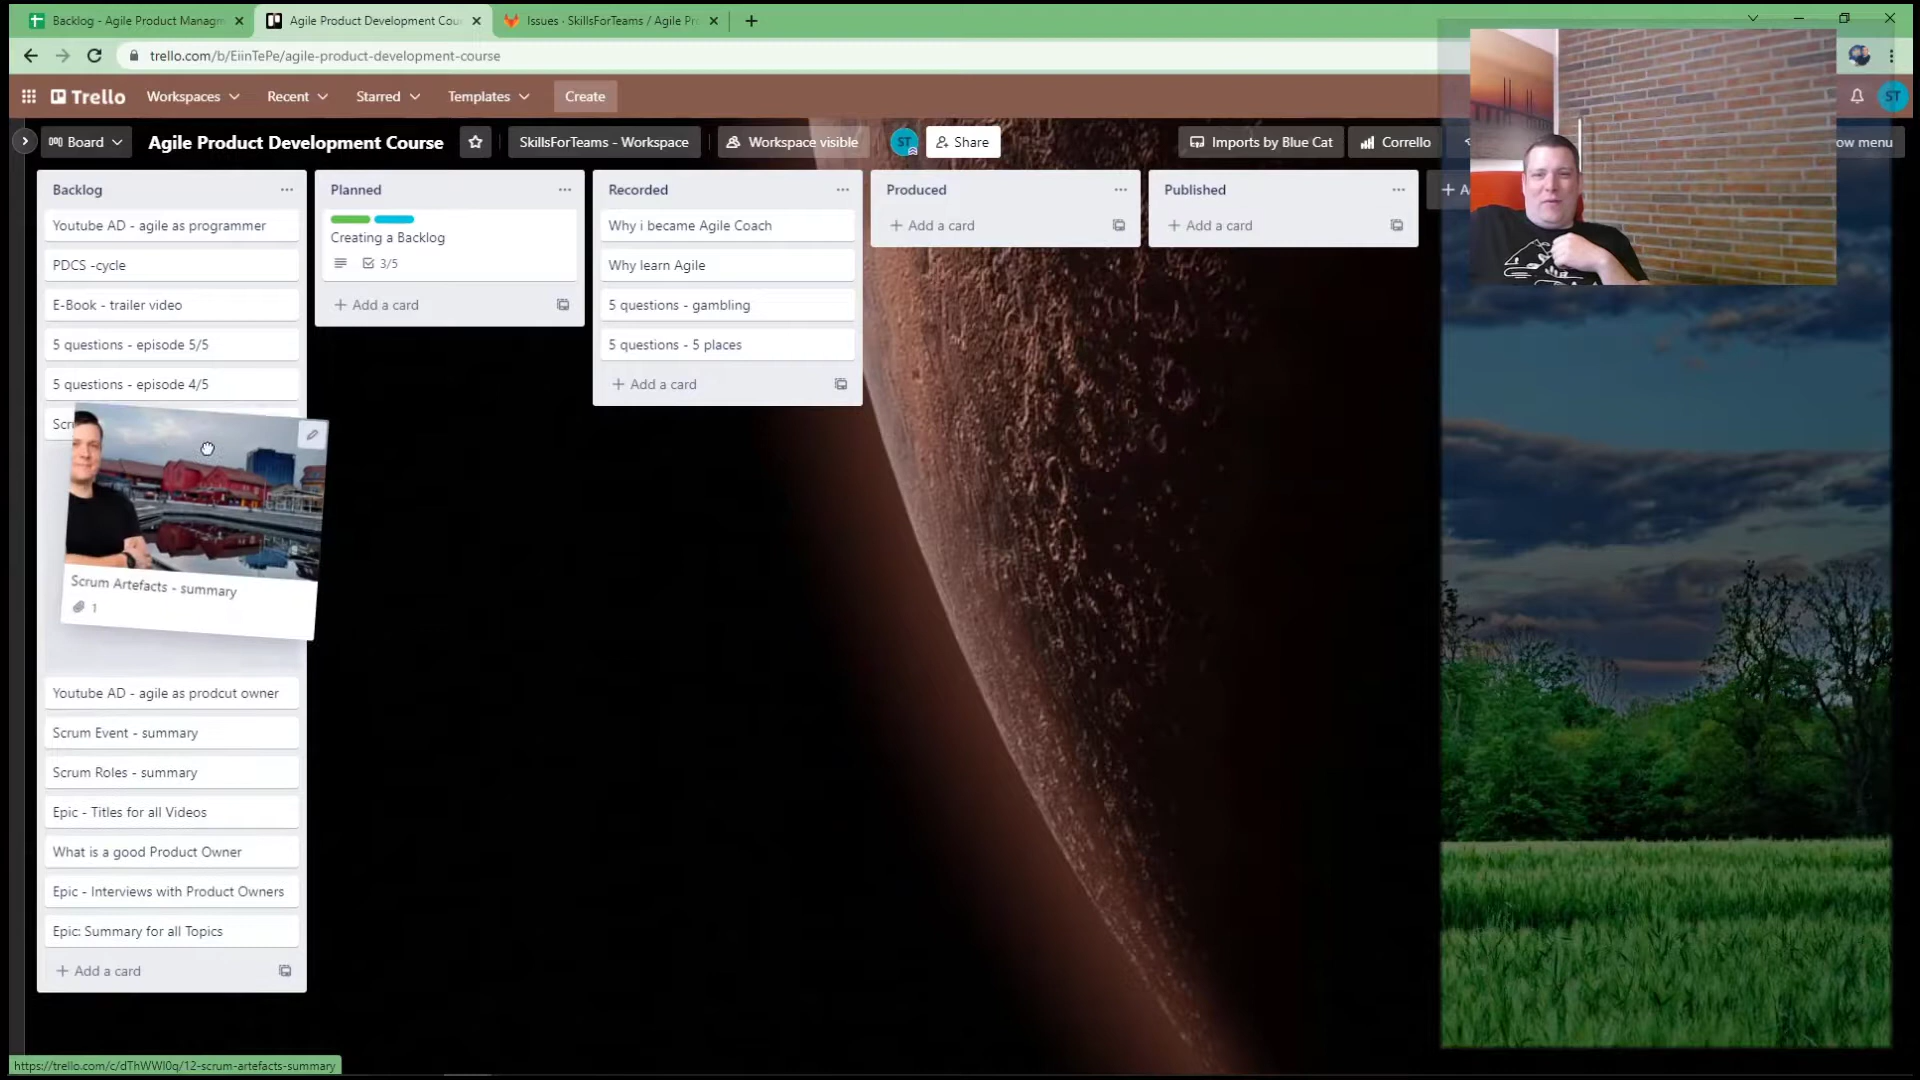 Backlog - Agile Product Managm
Agile Product Development Cou
Issues · SkillsForTeams / Agile Pr
trello.com/b/EiinTePe/agile-product-development-course
Trello
Workspaces
Recent
Starred
Templates
Create
ST
Board
Agile Product Development Course
SkillsForTeams - Workspace
Workspace visible
ST
Share
Imports by Blue Cat
Corrello
ow menu
Backlog
Youtube AD - agile as programmer
PDCS -cycle
E-Book - trailer video
5 questions - episode 5/5
5 questions - episode 4/5
Scr
Scrum Artefacts - summary
1
Youtube AD - agile as prodcut owner
Scrum Event - summary
Scrum Roles - summary
Epic - Titles for all Videos
What is a good Product Owner
Epic - Interviews with Product Owners
Epic: Summary for all Topics
Add a card
Planned
Creating a Backlog
3/5
Add a card
Recorded
Why i became Agile Coach
Why learn Agile
5 questions - gambling
5 questions - 5 places
Add a card
Produced
Add a card
Published
Add a card
A
https://trello.com/c/dThWWl0q/12-scrum-artefacts-summary